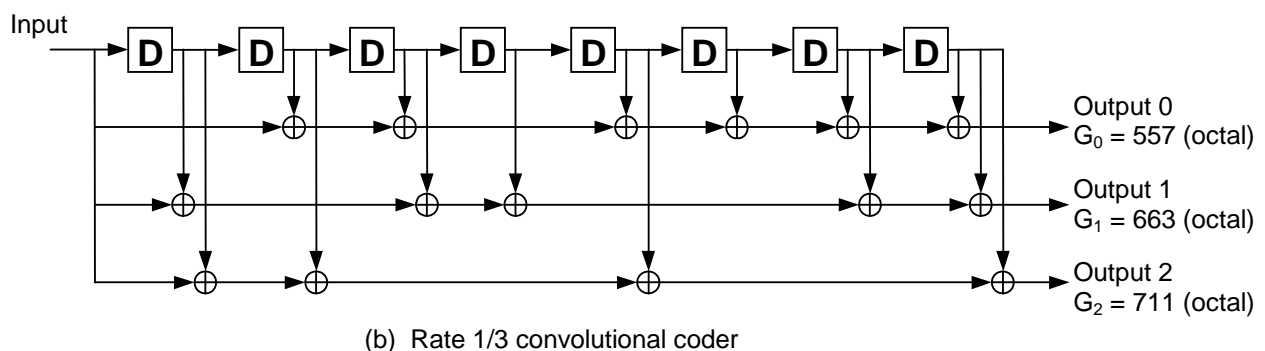 Input
D D D D D D D D
Output 0
G₀ = 557 (octal)
Output 1
G₁ = 663 (octal)
Output 2
G₂ = 711 (octal)
(b) Rate 1/3 convolutional coder